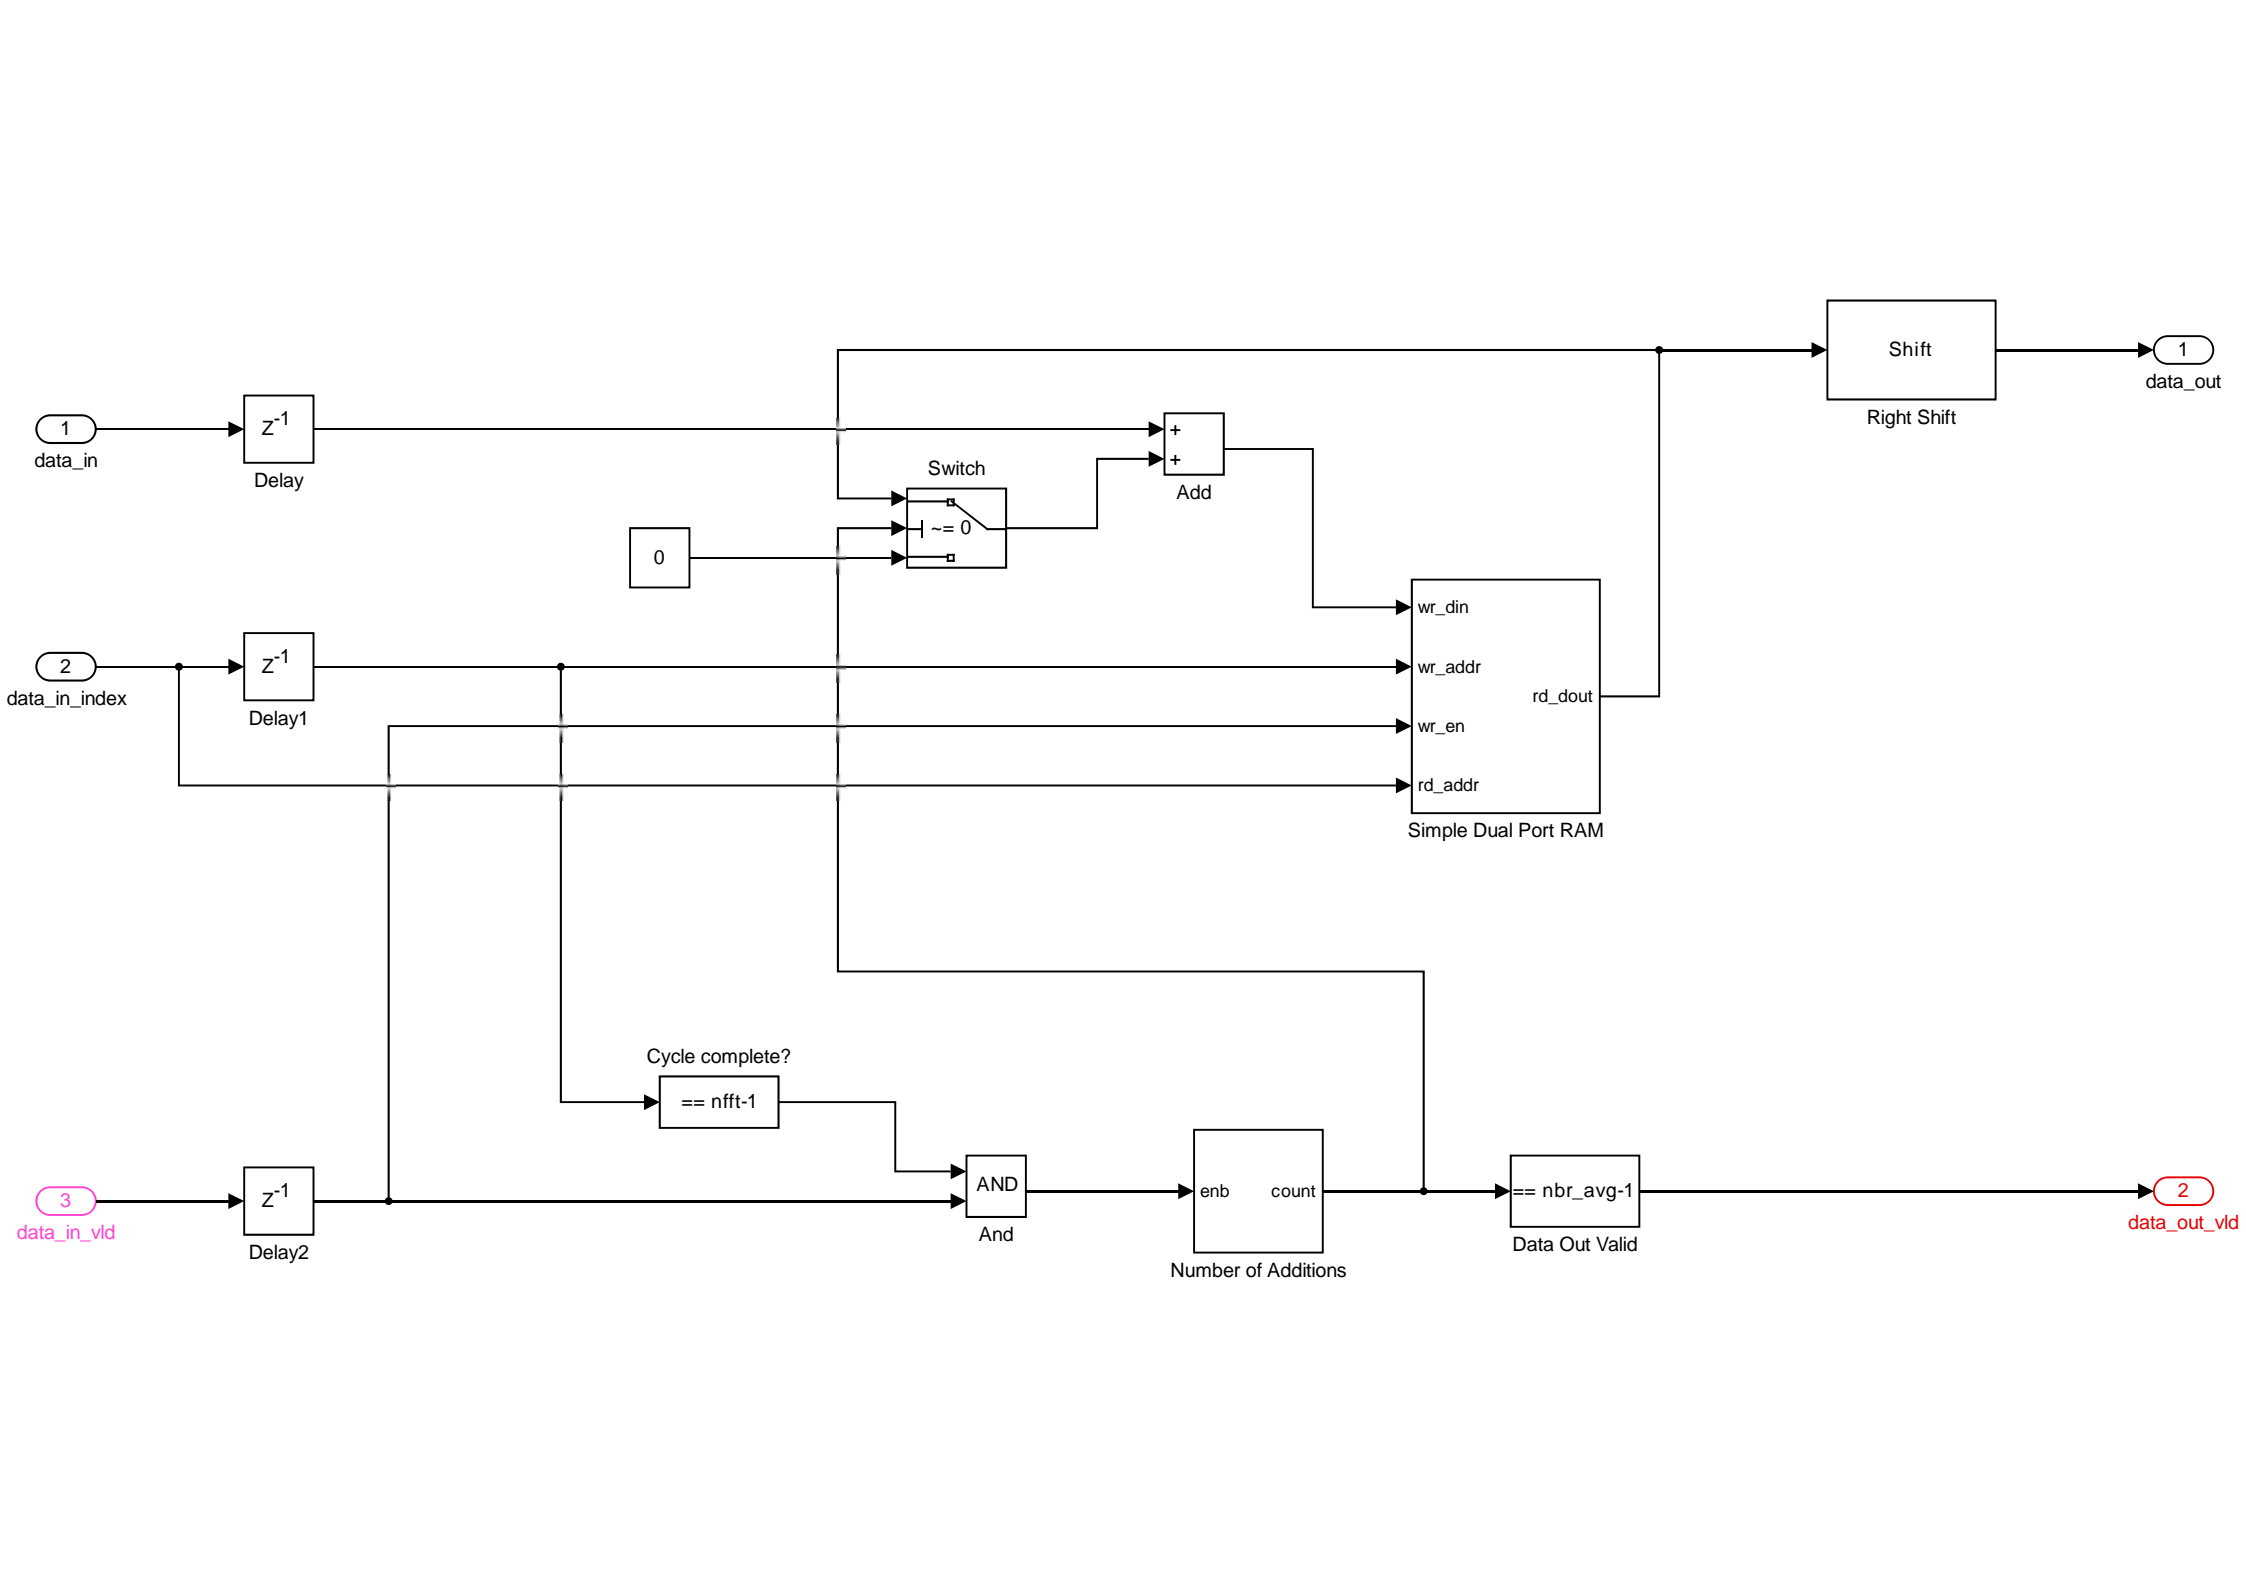 Shift
1
data_out
Right Shift
1
data_in
Z-1
Delay
+
+
Add
Switch
~= 0
0
2
data_in_index
Z-1
Delay1
wr_din
wr_addr
wr_en
rd_addr
rd_dout
Simple Dual Port RAM
Cycle complete?
== nfft-1
3
data_in_vld
Z-1
Delay2
AND
And
enb
count
Number of Additions
== nbr_avg-1
Data Out Valid
2
data_out_vld